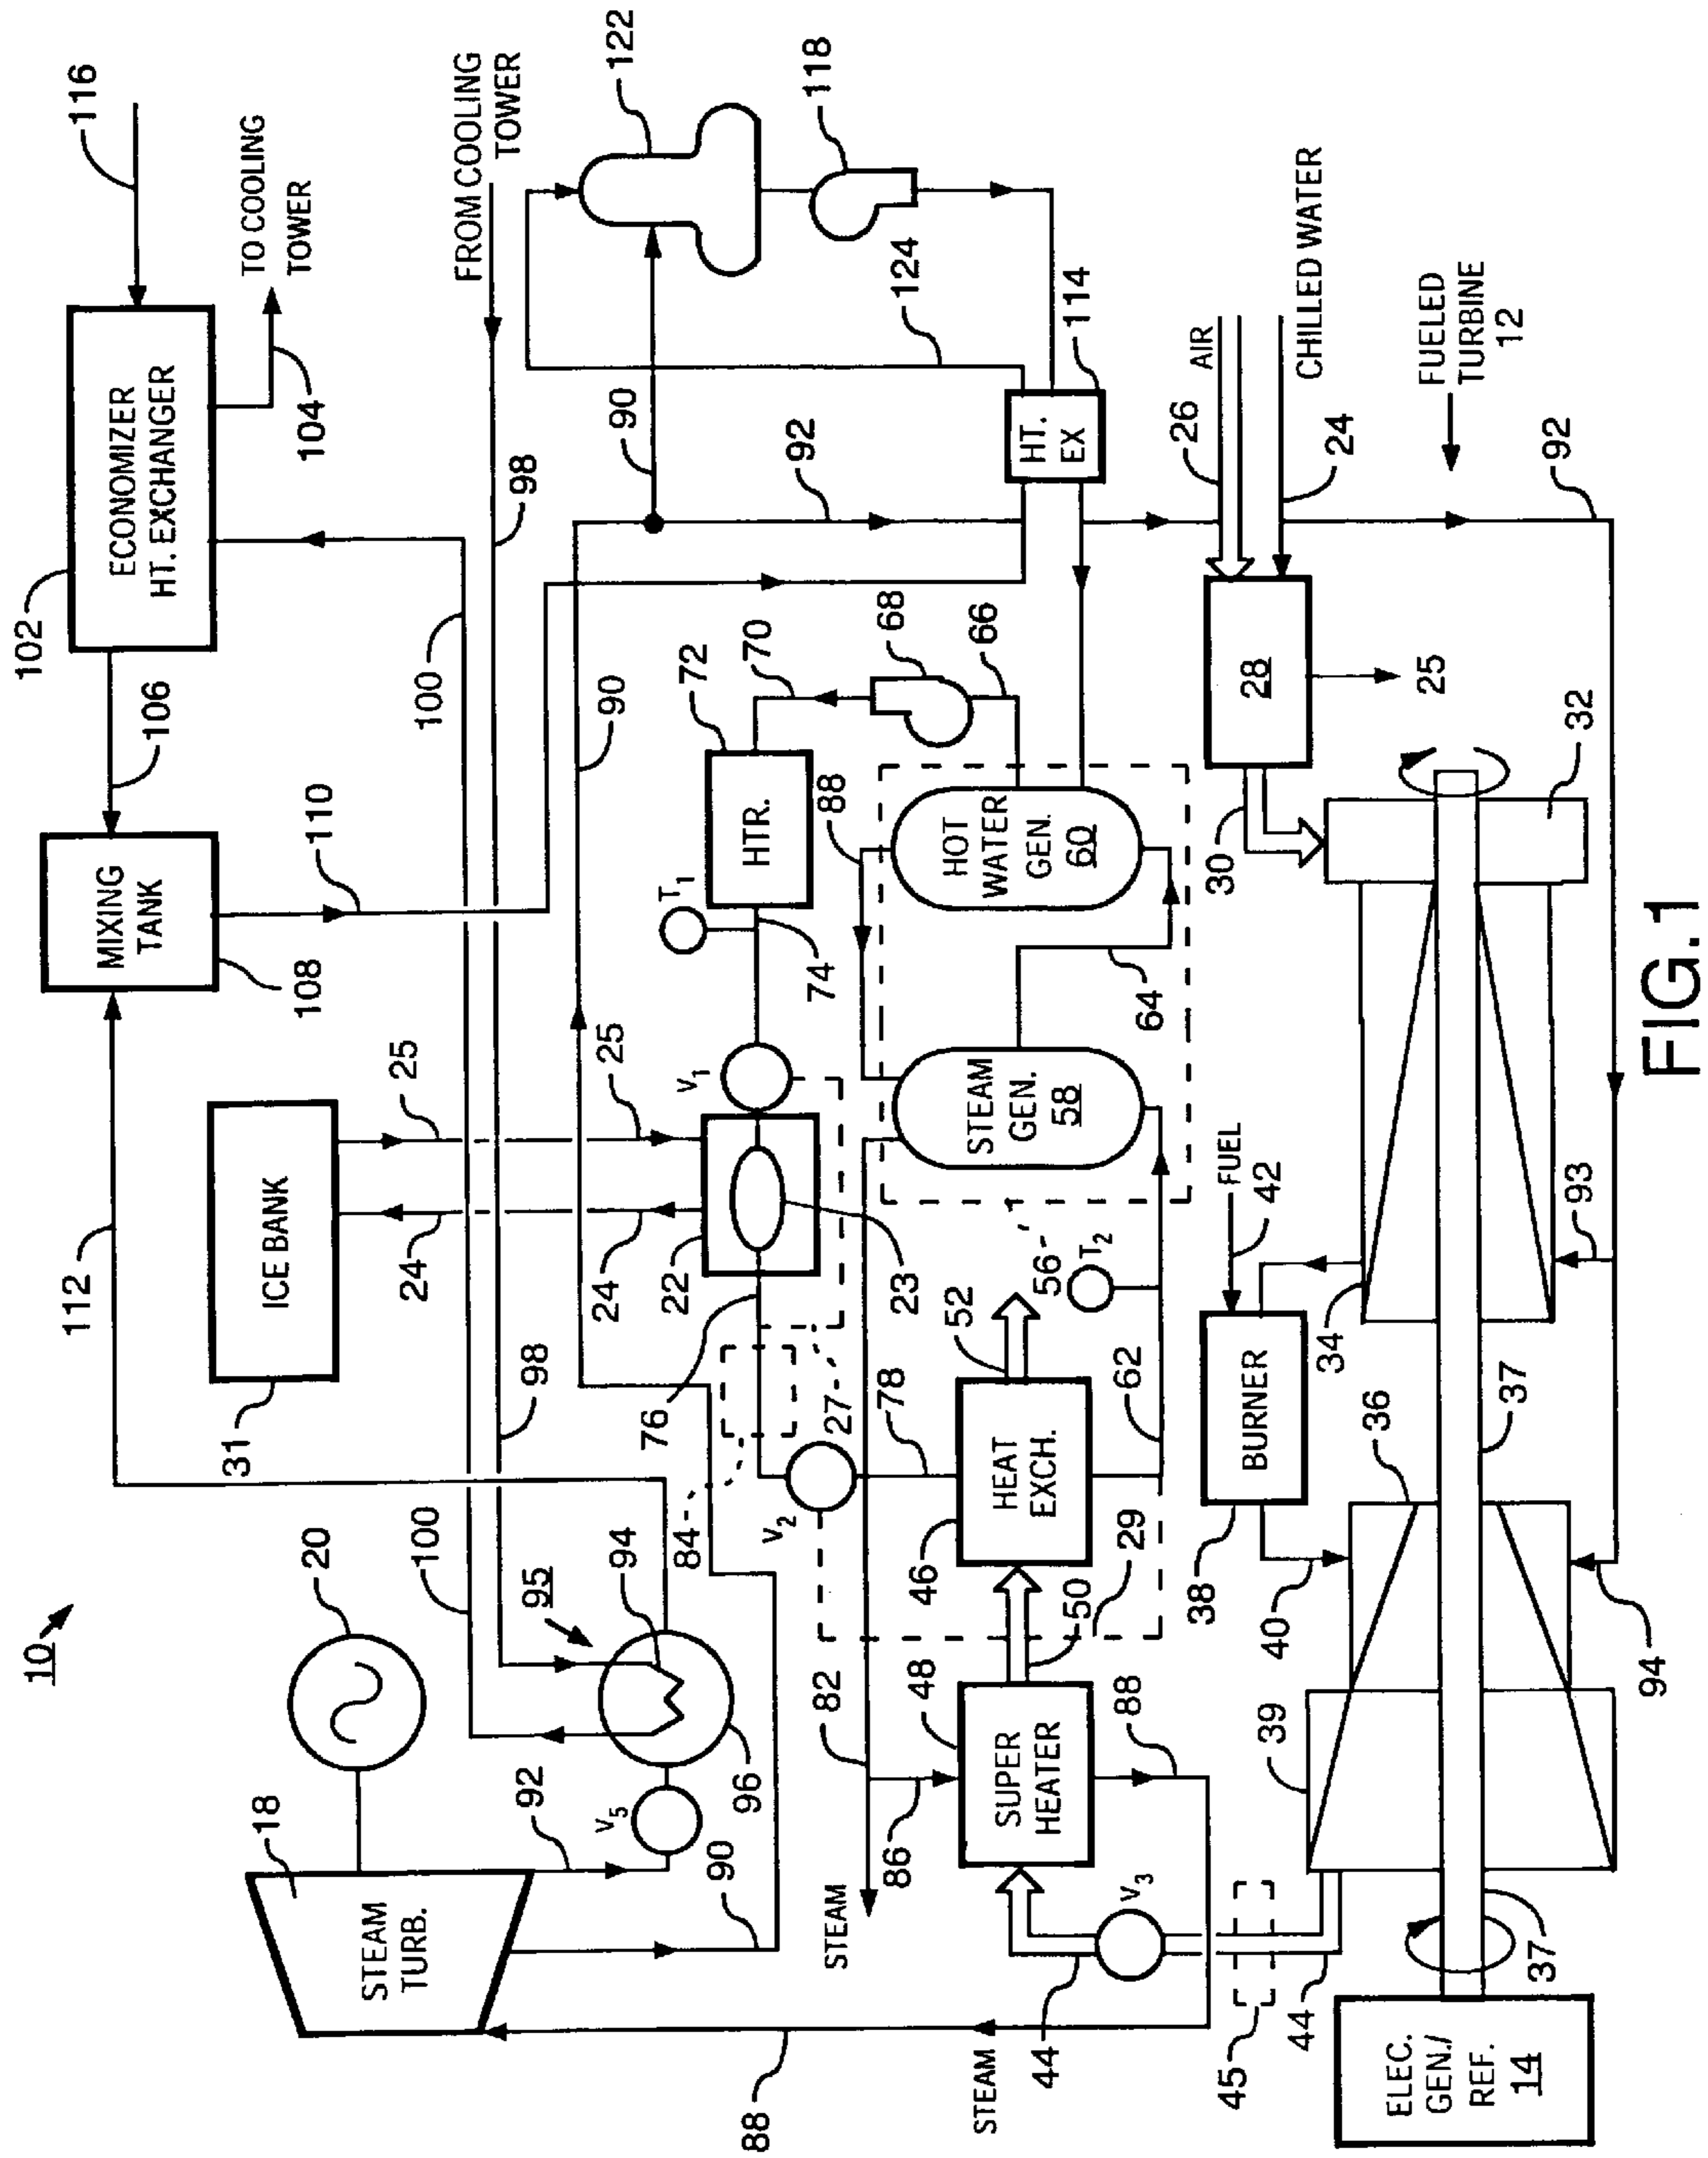 10
102
112
116
MIXING
TANK
ECONOMIZER
HT. EXCHANGER
106
31
TO COOLING
TOWER
18
20
ICE BANK
108
110
104
STEAM
TURB.
25
24
100
100
FROM COOLING
TOWER
92
95
98
98
V5
94
24
25
90
90
122
90
96
84
76
22
V1
T1
72
70
88
V2
27
23
74
HTR.
92
118
STEAM
82
86
78
88
68
124
48
46
52
STEAM
GEN.
58
HOT
WATER
GEN.
60
66
STEAM
44
SUPER
HEATER
HEAT
EXCH.
56
T2
HT.
EX
114
V3
88
50
29
62
64
45
38
FUEL
42
30
26
AIR
44
40
BURNER
28
24
CHILLED WATER
39
36
34
25
FUELED
TURBINE
12
ELEC.
GEN./
REF.
14
37
37
93
32
92
94
FIG.1